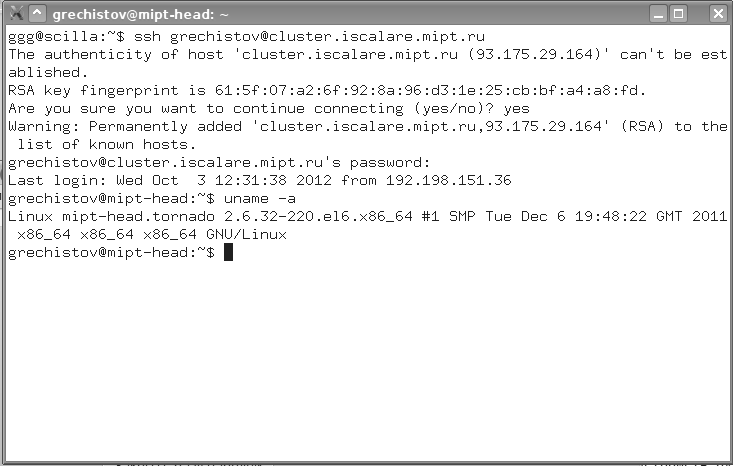 grechistov@mipt-head: ~
ggg@scilla:~$ ssh grechistov@cluster.iscalare.mipt.ru
The authenticity of host 'cluster.iscalare.mipt.ru (93.175.29.164)' can't be est
ablished.
RSA key fingerprint is 61:5f:07:a2:6f:92:8a:96:d3:1e:25:cb:bf:a4:a8:fd.
Are you sure you want to continue connecting (yes/no)? yes
Warning: Permanently added 'cluster.iscalare.mipt.ru,93.175.29.164' (RSA) to the
 list of known hosts.
grechistov@cluster.iscalare.mipt.ru's password:
Last login: Wed Oct  3 12:31:38 2012 from 192.198.151.36
grechistov@mipt-head:~$ uname -a
Linux mipt-head.tornado 2.6.32-220.el6.x86_64 #1 SMP Tue Dec 6 19:48:22 GMT 2011
 x86_64 x86_64 x86_64 GNU/Linux
grechistov@mipt-head:~$